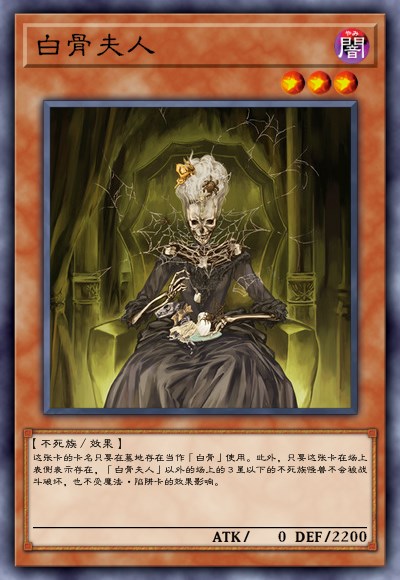 白骨夫人
やみ
闇
【不死族／效果】
这张卡的卡名只要在墓地存在当作「白骨」使用。此外，只要这张卡在场上
表侧表示存在，「白骨夫人」以外的场上的３星以下的不死族怪兽不会被战
斗破坏，也不受魔法·陷阱卡的效果影响。
ATK/ 0 DEF/2200